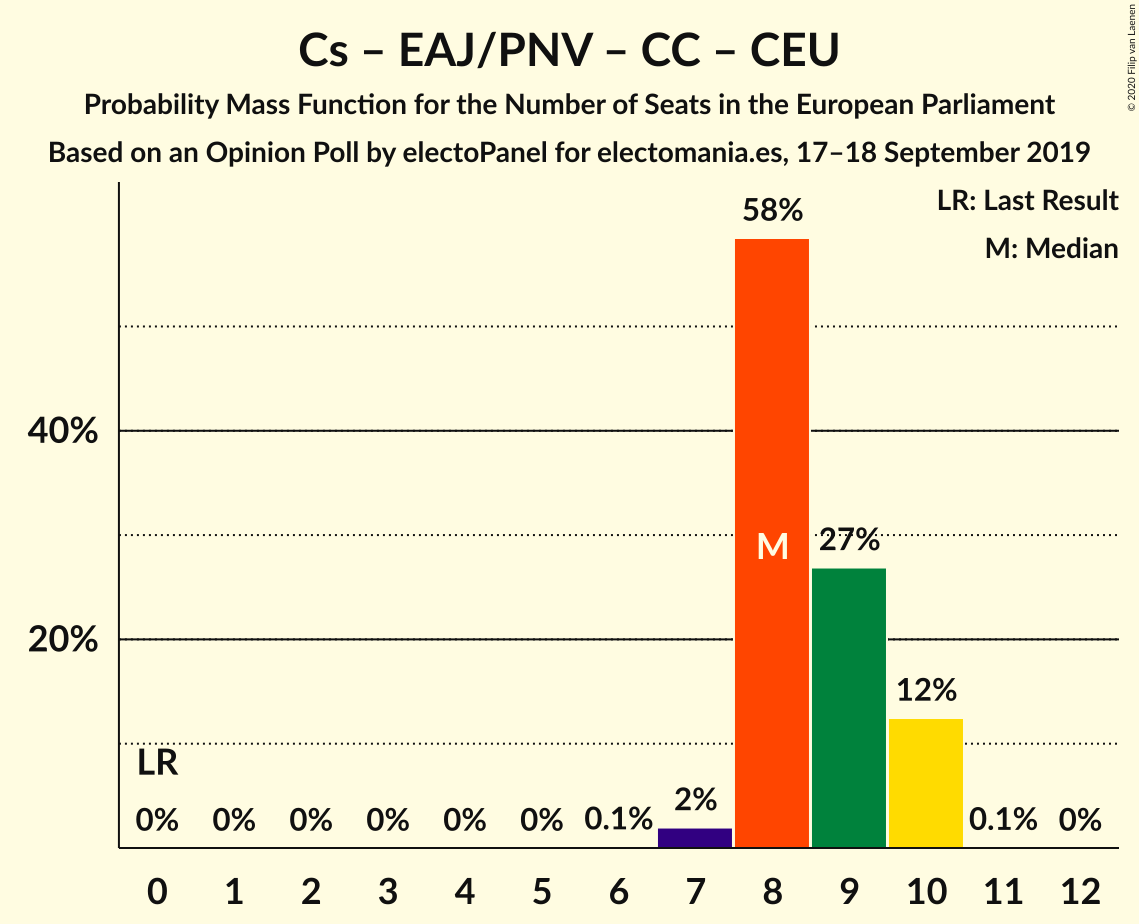 Cs – EAJ/PNV – CC – CEU
Probability Mass Function for the Number of Seats in the European Parliament
Based on an Opinion Poll by electoPanel for electomania.es, 17–18 September 2019
© 2020 Filip van Laenen
LR: Last Result
M: Median
58%
40%
M
27%
20%
12%
LR
0% 0% 0% 0% 0% 0% 0.1% 2% 0.1% 0%
0 1 2 3 4 5 6 7 8 9 10 11 12